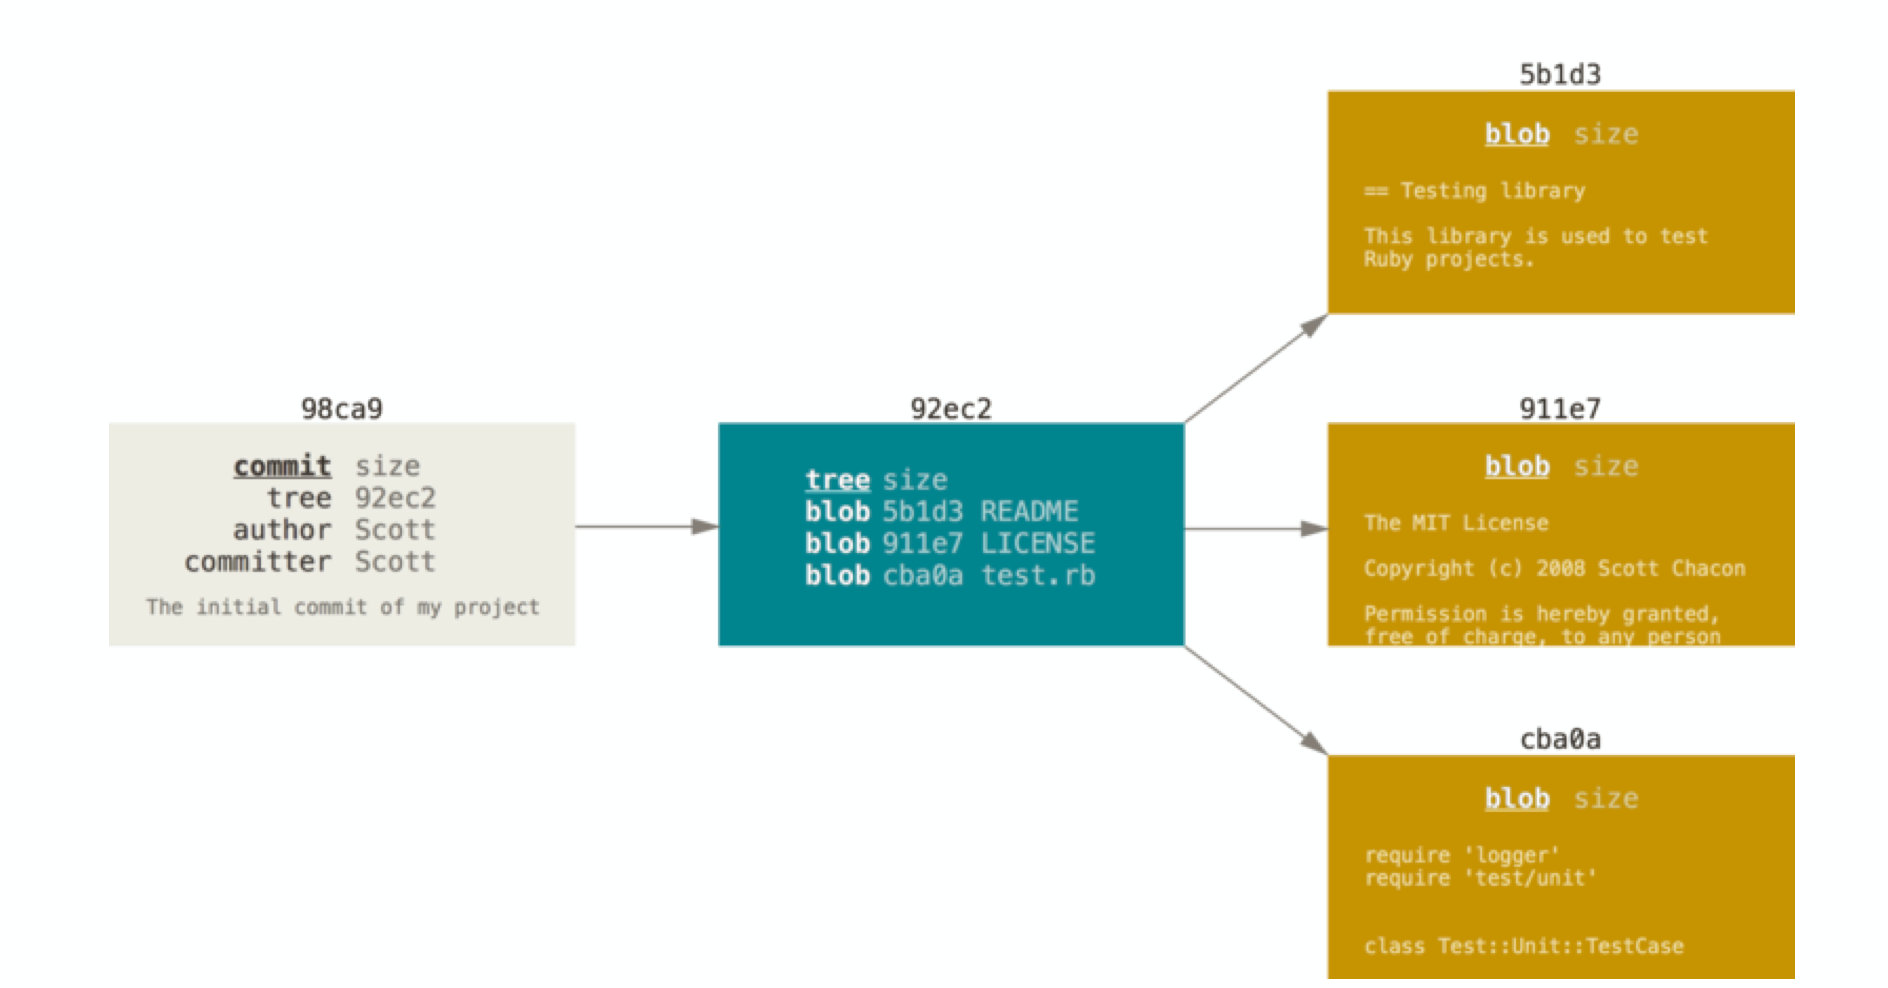 98ca9
commit size
tree 92ec2
author Scott
committer Scott
The initial commit of my project
92ec2
tree size
blob 5b1d3 README
blob 911e7 LICENSE
blob cba0a test.rb
5b1d3
blob size
== Testing library
This library is used to test
Ruby projects.
911e7
blob size
The MIT License
Copyright (c) 2008 Scott Chacon
Permission is hereby granted,
free of charge, to any person
cba0a
blob size
require 'logger'
require 'test/unit'
class Test::Unit::TestCase